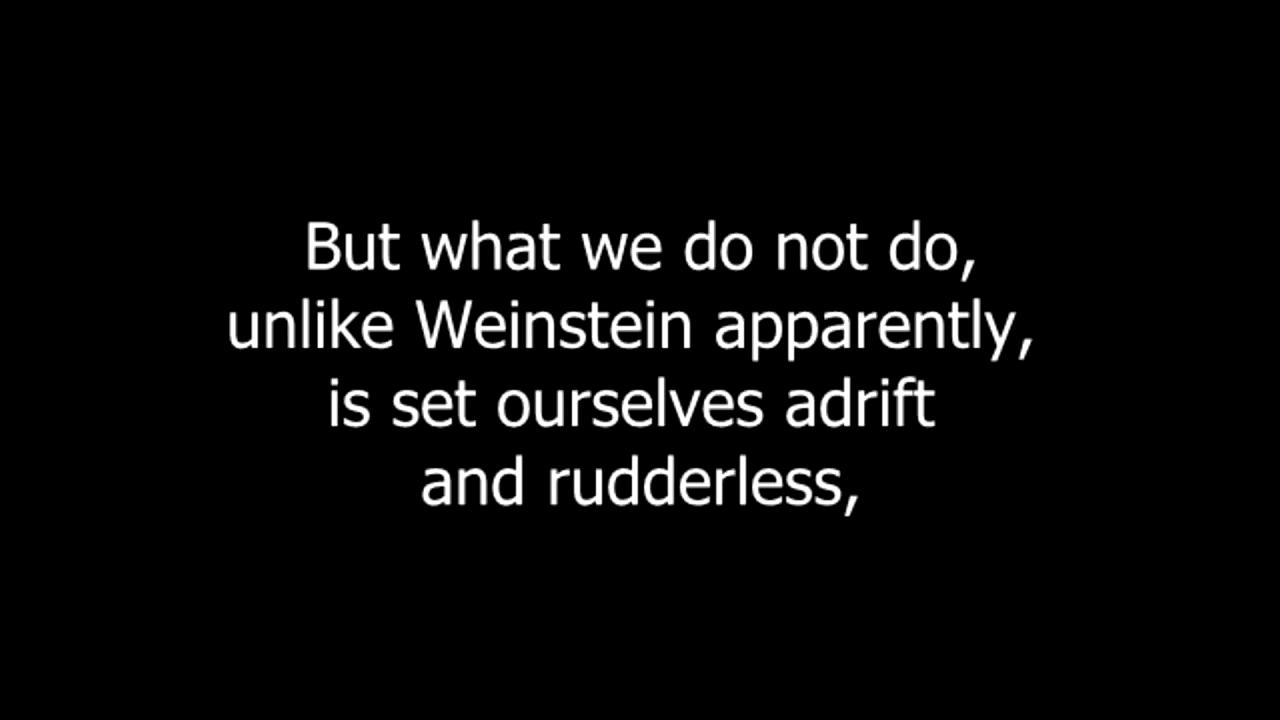 But what we do not do,
unlike Weinstein apparently,
is set ourselves adrift
and rudderless,